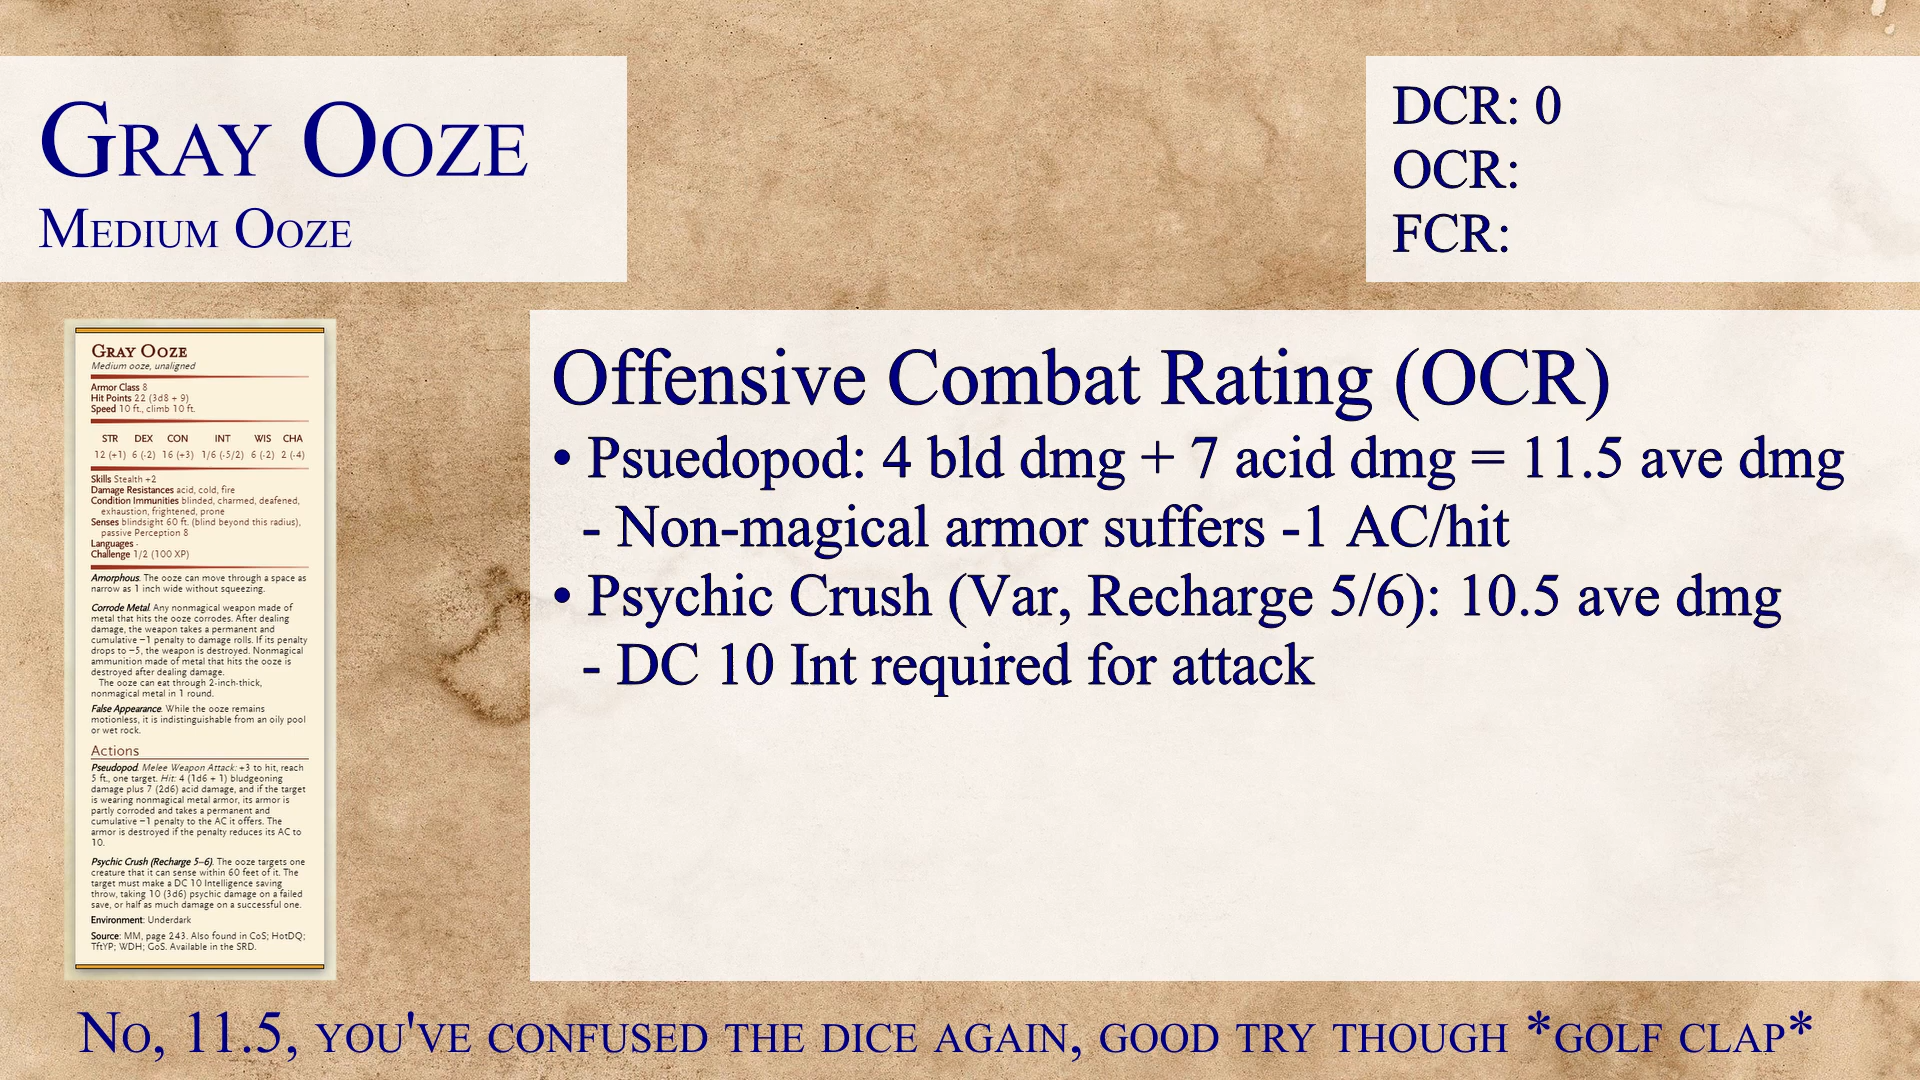 Gray Ooze
Medium Ooze
DCR: 0
OCR:
FCR:
Gray Ooze
Medium ooze, unaligned
Armor Class 8
Hit Points 22 (3d8 + 9)
Speed 10 ft., climb 10 ft.
STR DEX CON INT WIS CHA
12 (+1) 6 (-2) 16 (+3) 1/6 (-5/2) 6 (-2) 2 (-4)
Skills Stealth +2
Damage Resistances acid, cold, fire
Condition Immunities blinded, charmed, deafened,
exhaustion, frightened, prone
Senses blindsight 60 ft. (blind beyond this radius),
passive Perception 8
Languages -
Challenge 1/2 (100 XP)
Amorphous. The ooze can move through a space as
narrow as 1 inch wide without squeezing.
Corrode Metal. Any nonmagical weapon made of
metal that hits the ooze corrodes. After dealing
damage, the weapon takes a permanent and
cumulative −1 penalty to damage rolls. If its penalty
drops to −5, the weapon is destroyed. Nonmagical
ammunition made of metal that hits the ooze is
destroyed after dealing damage.
The ooze can eat through 2-inch-thick,
nonmagical metal in 1 round.
False Appearance. While the ooze remains
motionless, it is indistinguishable from an oily pool
or wet rock.
Actions
Pseudopod. Melee Weapon Attack: +3 to hit, reach
5 ft., one target. Hit: 4 (1d6 + 1) bludgeoning
damage plus 7 (2d6) acid damage, and if the target
is wearing nonmagical metal armor, its armor is
partly corroded and takes a permanent and
cumulative −1 penalty to the AC it offers. The
armor is destroyed if the penalty reduces its AC to
10.
Psychic Crush (Recharge 5–6). The ooze targets one
creature that it can sense within 60 feet of it. The
target must make a DC 10 Intelligence saving
throw, taking 10 (3d6) psychic damage on a failed
save, or half as much damage on a successful one.
Environment: Underdark
Source: MM, page 243. Also found in CoS; HotDQ;
TftYP; WDH; GoS. Available in the SRD.
Offensive Combat Rating (OCR)
• Psuedopod: 4 bld dmg + 7 acid dmg = 11.5 ave dmg
- Non-magical armor suffers -1 AC/hit
• Psychic Crush (Var, Recharge 5/6): 10.5 ave dmg
- DC 10 Int required for attack
No, 11.5, you've confused the dice again, good try though *golf clap*